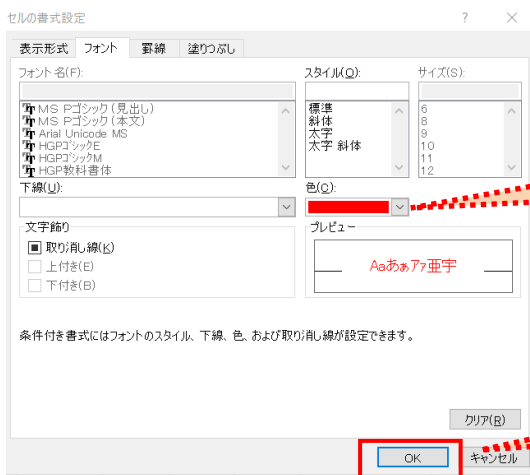 セルの書式設定 ? ×
表示形式 フォント 罫線 塗りつぶし
フォント名(F): スタイル(O): サイズ(S):
MS Pゴシック (見出し) 標準 6
MS Pゴシック (本文) 斜体 8
Arial Unicode MS 太字 9
HGPゴシックE 太字 斜体 10
HGPゴシックM 11
HGP教科書体 12
下線(U): 色(C):
文字飾り プレビュー
取り消し線(K)
上付き(E)
下付き(B)
Aaあぁアァ亜宇
条件付き書式にはフォントのスタイル、下線、色、および取り消し線が設定できます。
クリア(R)
OK キャンセル